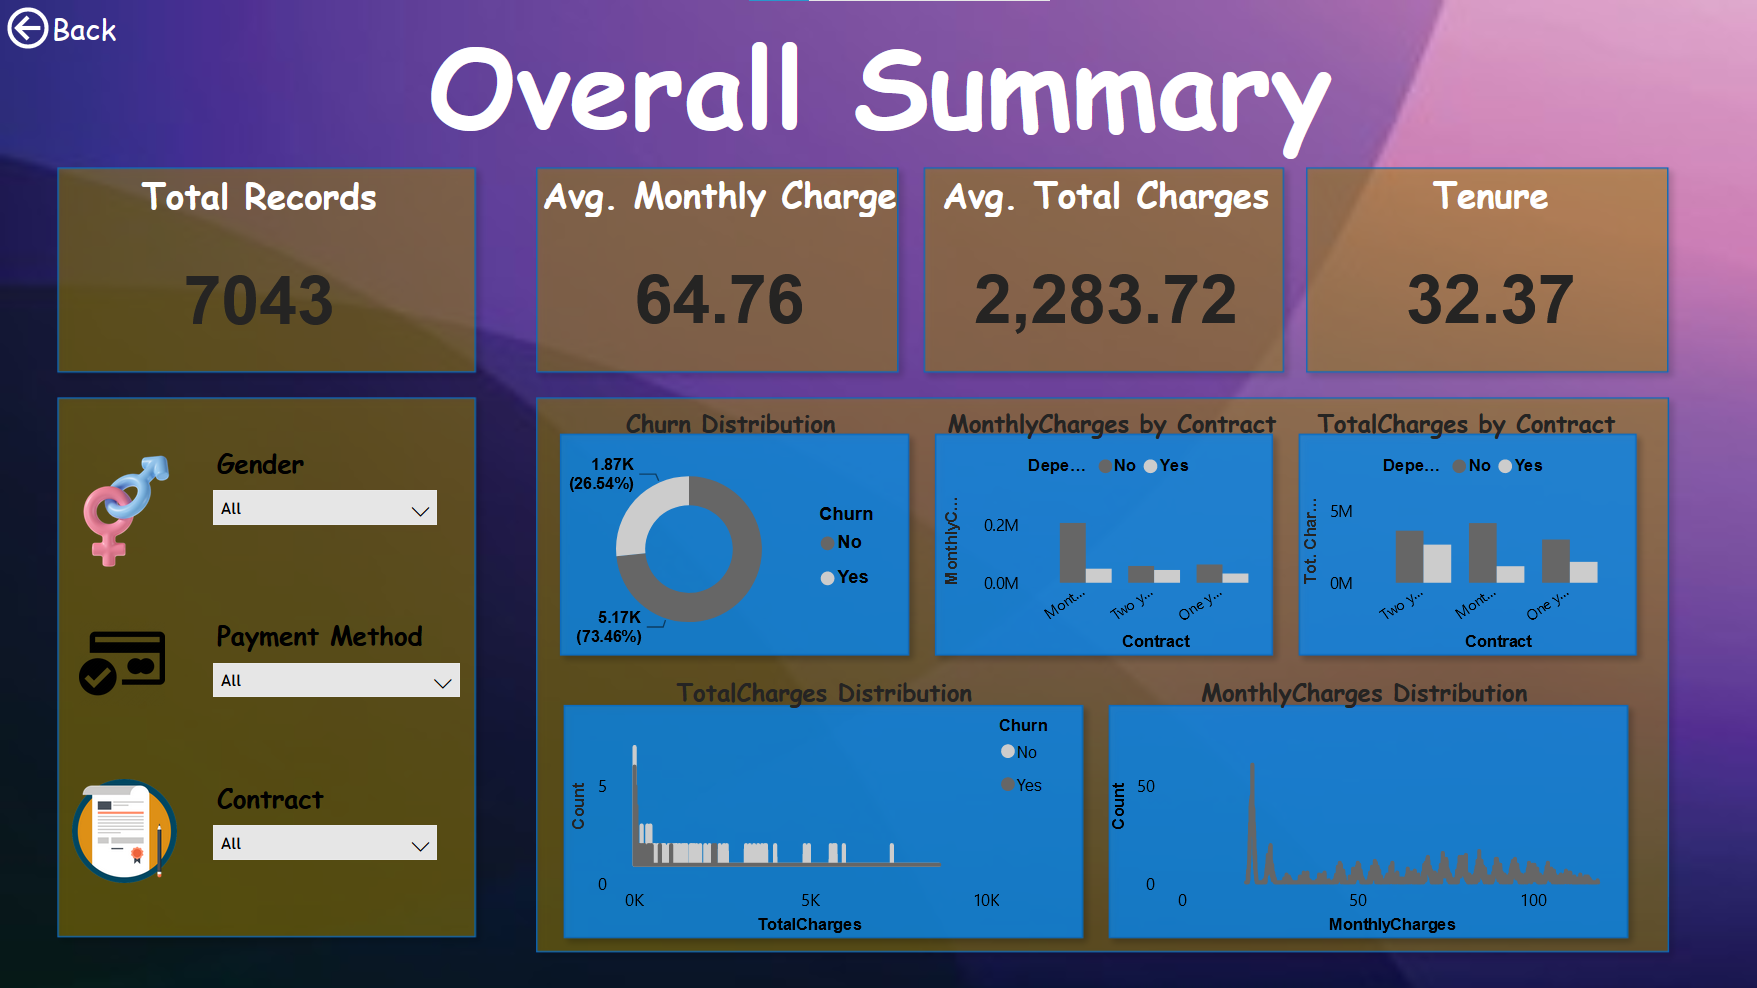 Back
Overall Summary
Total Records
7043
Avg. Monthly Charge
64.76
Avg. Total Charges
2,283.72
Tenure
32.37
Gender
All
Payment Method
All
Contract
All
Churn Distribution
1.87K
(26.54%)
5.17K
(73.46%)
Churn
No
Yes
MonthlyCharges by Contract
Depe... No Yes
MonthlyC...
0.2M
0.0M
Mont...
Two y...
One y...
Contract
TotalCharges by Contract
Depe... No Yes
Tot. Char...
5M
0M
Two y...
Mont...
One y...
Contract
TotalCharges Distribution
Churn
No
Yes
Count
5
0
0K 5K 10K
TotalCharges
MonthlyCharges Distribution
Count
50
0
0 50 100
MonthlyCharges